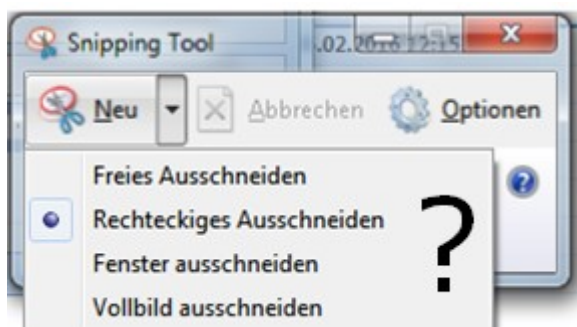 Snipping Tool
.02.2016 12:15
Neu Abbrechen Optionen
Freies Ausschneiden
Rechteckiges Ausschneiden
Fenster ausschneiden
Vollbild ausschneiden
?